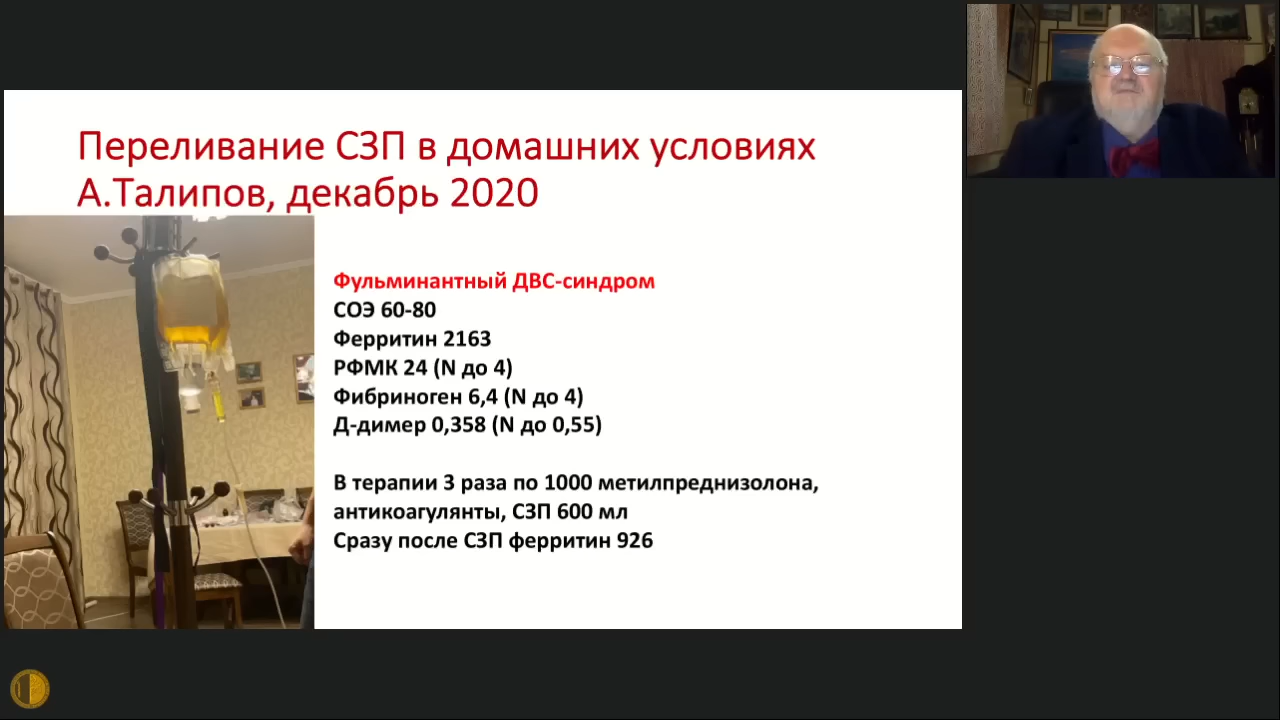 Переливание СЗП в домашних условиях
А.Талипов, декабрь 2020
Фульминантный ДВС-синдром
СОЭ 60-80
Ферритин 2163
РФМК 24 (N до 4)
Фибриноген 6,4 (N до 4)
Д-димер 0,358 (N до 0,55)
В терапии 3 раза по 1000 метилпреднизолона,
антикоагулянты, СЗП 600 мл
Сразу после СЗП ферритин 926